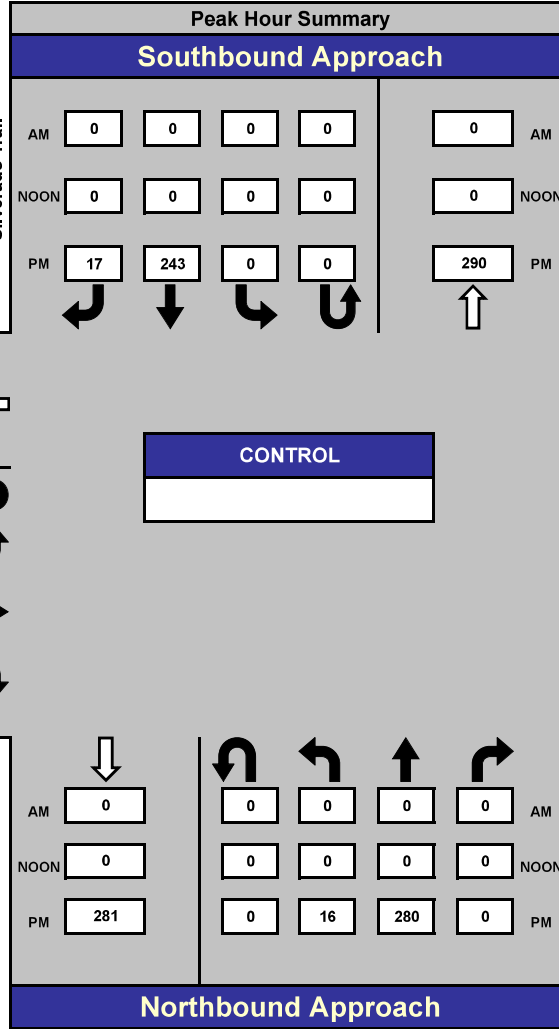 Peak Hour Summary
Southbound Approach
AM 0 0 0 0 0 AM
NOON 0 0 0 0 0 NOON
PM 17 243 0 0 290 PM
CONTROL
AM 0 0 0 0 0 AM
NOON 0 0 0 0 0 NOON
PM 281 0 16 280 0 PM
Northbound Approach